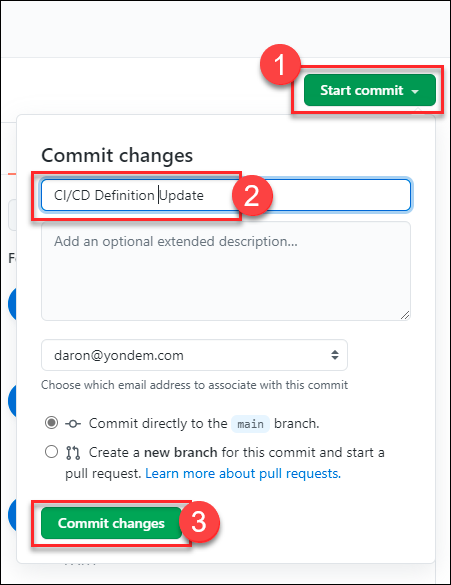 1
Start commit
Commit changes
CI/CD Definition Update
2
Add an optional extended description...
daron@yondem.com
Choose which email address to associate with this commit
Commit directly to the main branch.
Create a new branch for this commit and start a
pull request. Learn more about pull requests.
Commit changes
3